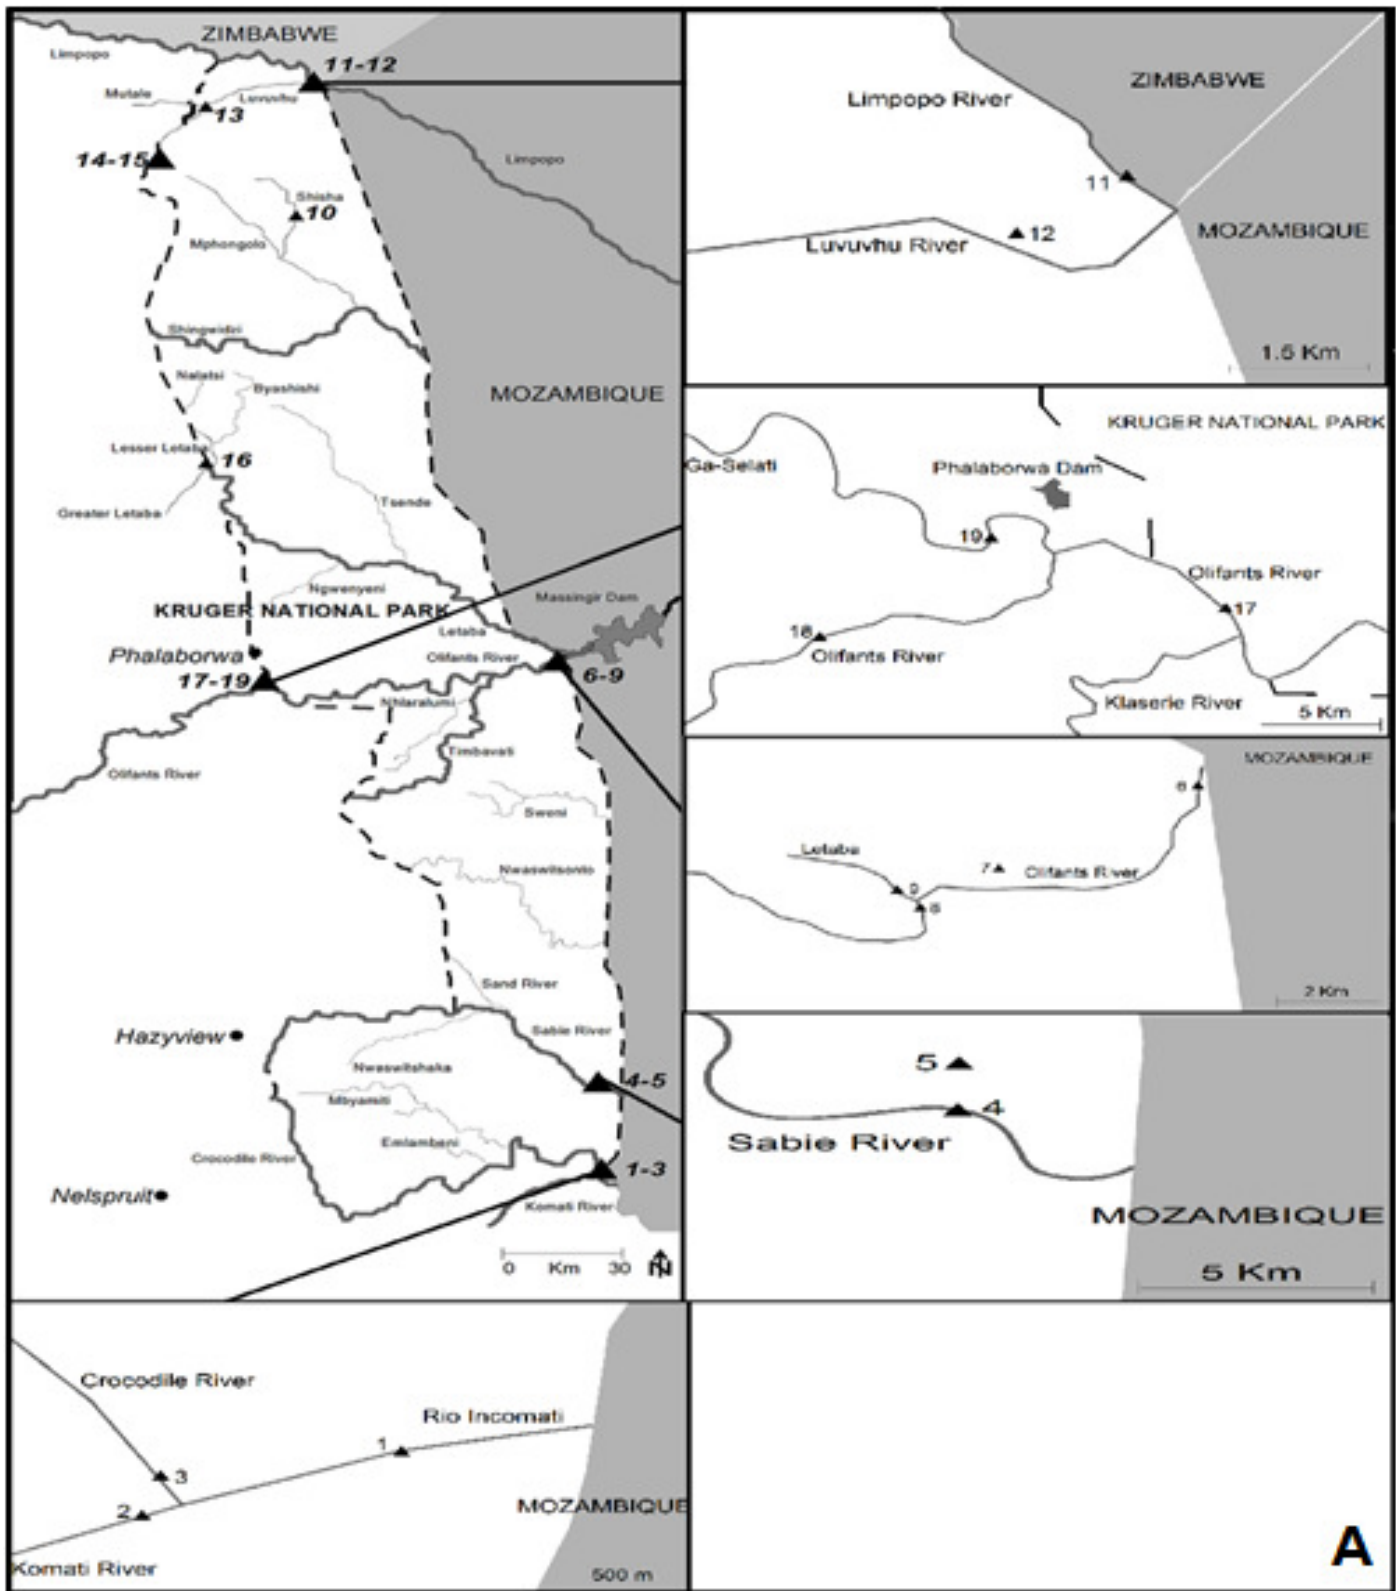 ZIMBABWE
Limpopo
11-12
Mutale
Luvuvhu
13
14-15
Limpopo
Shisha
10
Mphongolo
Shingwidiri
Nalatsi
Byashishi
MOZAMBIQUE
Lesser Letaba
16
Tsende
Greater Letaba
Ngwenyeni
Massingir Dam
KRUGER NATIONAL PARK
Letaba
Phalaborwa
Olifants River
6-9
17-19
Nhlaralumi
Timbavati
Olifants River
Sweni
Nwaswitsonto
Sand River
Hazyview
Sabie River
Nwaswitshaka
4-5
Mbyamiti
Emlambeni
Crocodile River
1-3
Nelspruit
Komati River
0 Km 30
N
ZIMBABWE
Limpopo River
11
12
MOZAMBIQUE
Luvuvhu River
1.5 Km
KRUGER NATIONAL PARK
Ga-Selati
Phalaborwa Dam
19
Olifants River
17
18
Olifants River
Klaserie River
5 Km
MOZAMBIQUE
6
Letaba
7
Olifants River
9
8
2 Km
5
4
Sabie River
MOZAMBIQUE
5 Km
Crocodile River
Rio Incomati
1
3
2
MOZAMBIQUE
Komati River
500 m
A